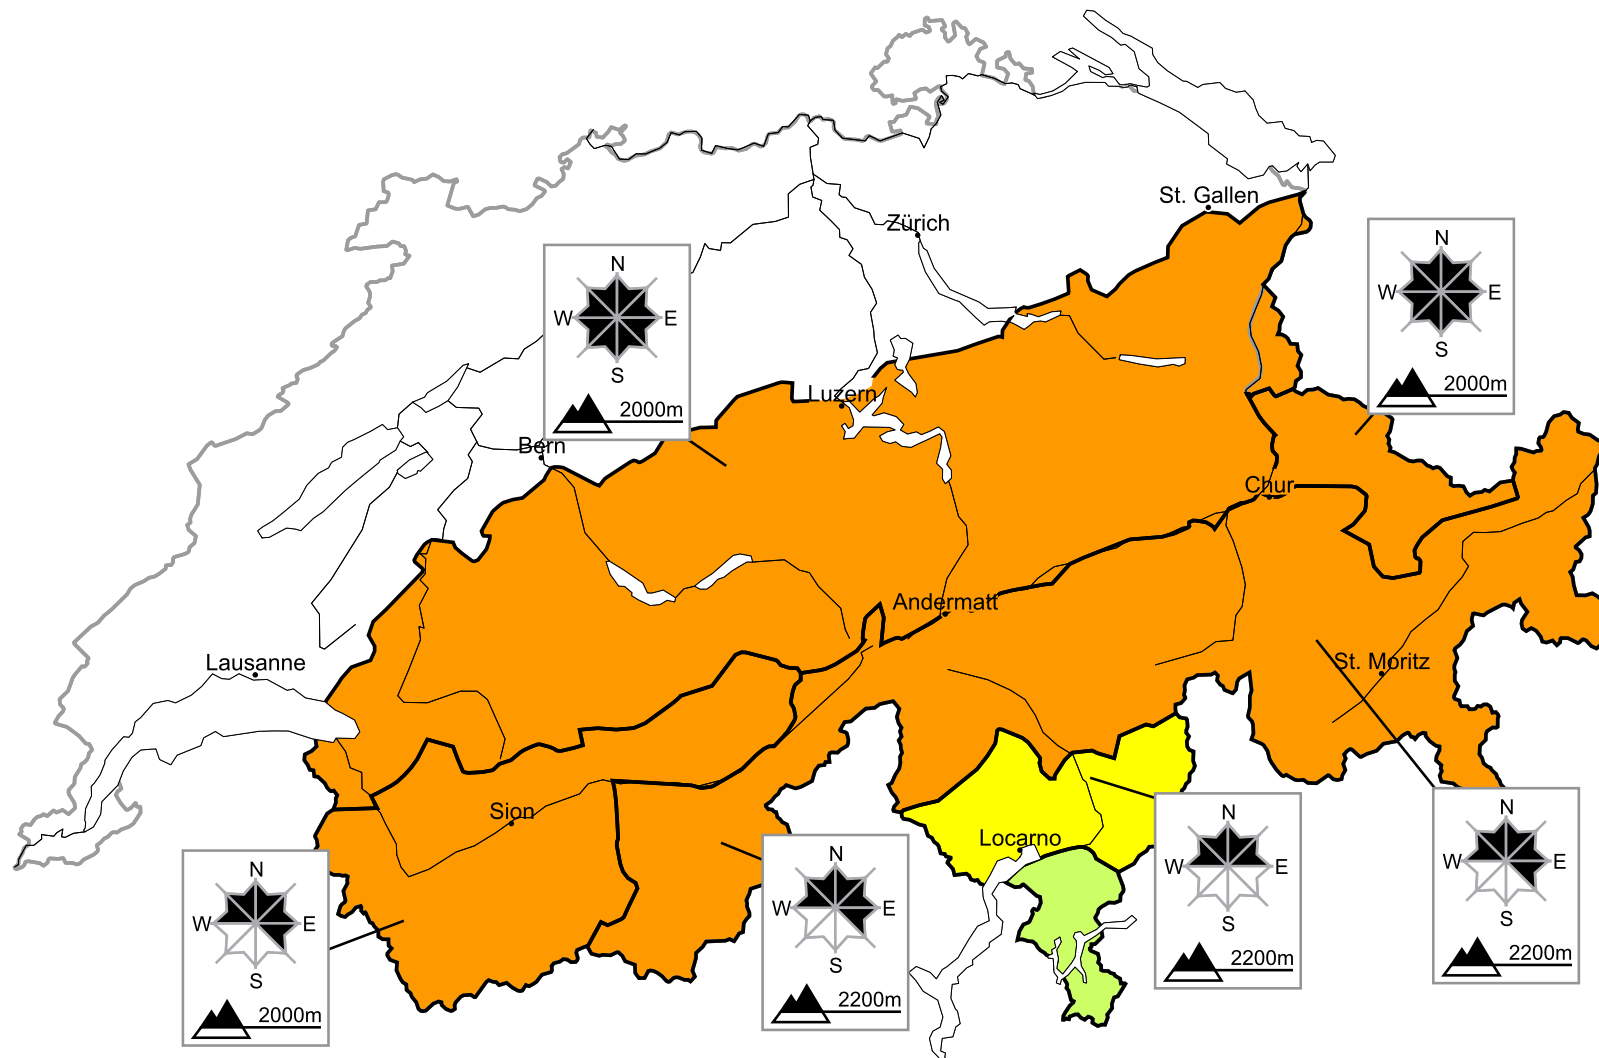 St. Gallen
Zürich
N
W E
S
2000m
N
W E
S
2000m
Luzern
Bern
Chur
Andermatt
Lausanne
St. Moritz
Sion
Locarno
N
W E
S
2000m
N
W E
S
2200m
N
W E
S
2200m
N
W E
S
2200m